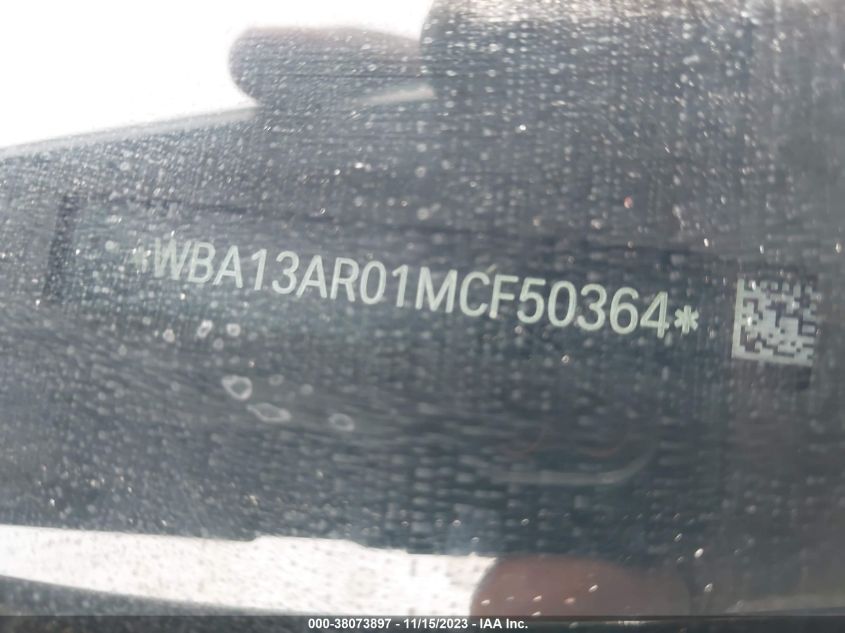 *WBA13AR01MCF50364*
000-38073897 - 11/15/2023 - IAA Inc.